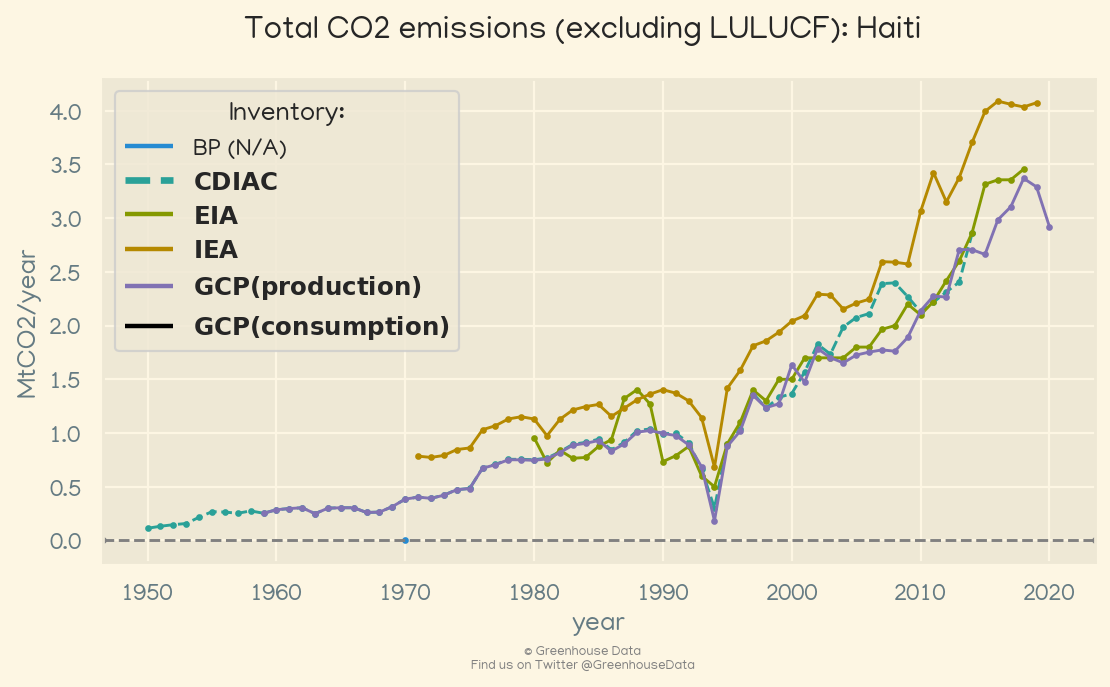 Total CO2 emissions (excluding LULUCF): Haiti
Inventory:
BP (N/A)
CDIAC
EIA
IEA
GCP(production)
GCP(consumption)
MtCO2/year
4.0
3.5
3.0
2.5
2.0
1.5
1.0
0.5
0.0
1950 1960 1970 1980 1990 2000 2010 2020
year
© Greenhouse Data
Find us on Twitter @GreenhouseData